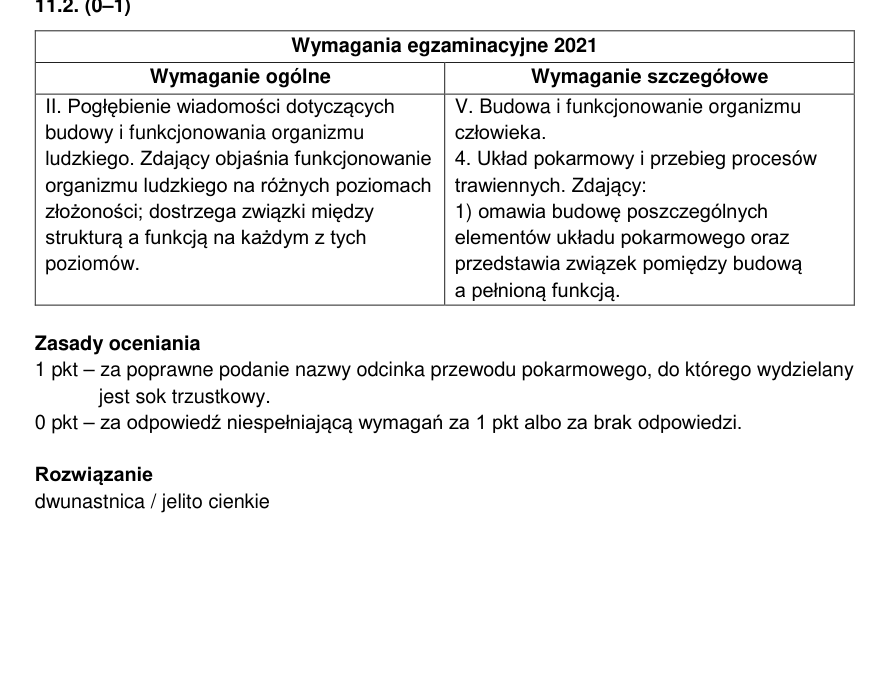 11.2. (0–1)
Wymagania egzaminacyjne 2021
Wymaganie ogólne
Wymaganie szczegółowe
II. Pogłębienie wiadomości dotyczących
budowy i funkcjonowania organizmu
ludzkiego. Zdający objaśnia funkcjonowanie
organizmu ludzkiego na różnych poziomach
złożoności; dostrzega związki między
strukturą a funkcją na każdym z tych
poziomów.
V. Budowa i funkcjonowanie organizmu
człowieka.
4. Układ pokarmowy i przebieg procesów
trawiennych. Zdający:
1) omawia budowę poszczególnych
elementów układu pokarmowego oraz
przedstawia związek pomiędzy budową
a pełnioną funkcją.
Zasady oceniania
1 pkt – za poprawne podanie nazwy odcinka przewodu pokarmowego, do którego wydzielany
jest sok trzustkowy.
0 pkt – za odpowiedź niespełniającą wymagań za 1 pkt albo za brak odpowiedzi.
Rozwiązanie
dwunastnica / jelito cienkie